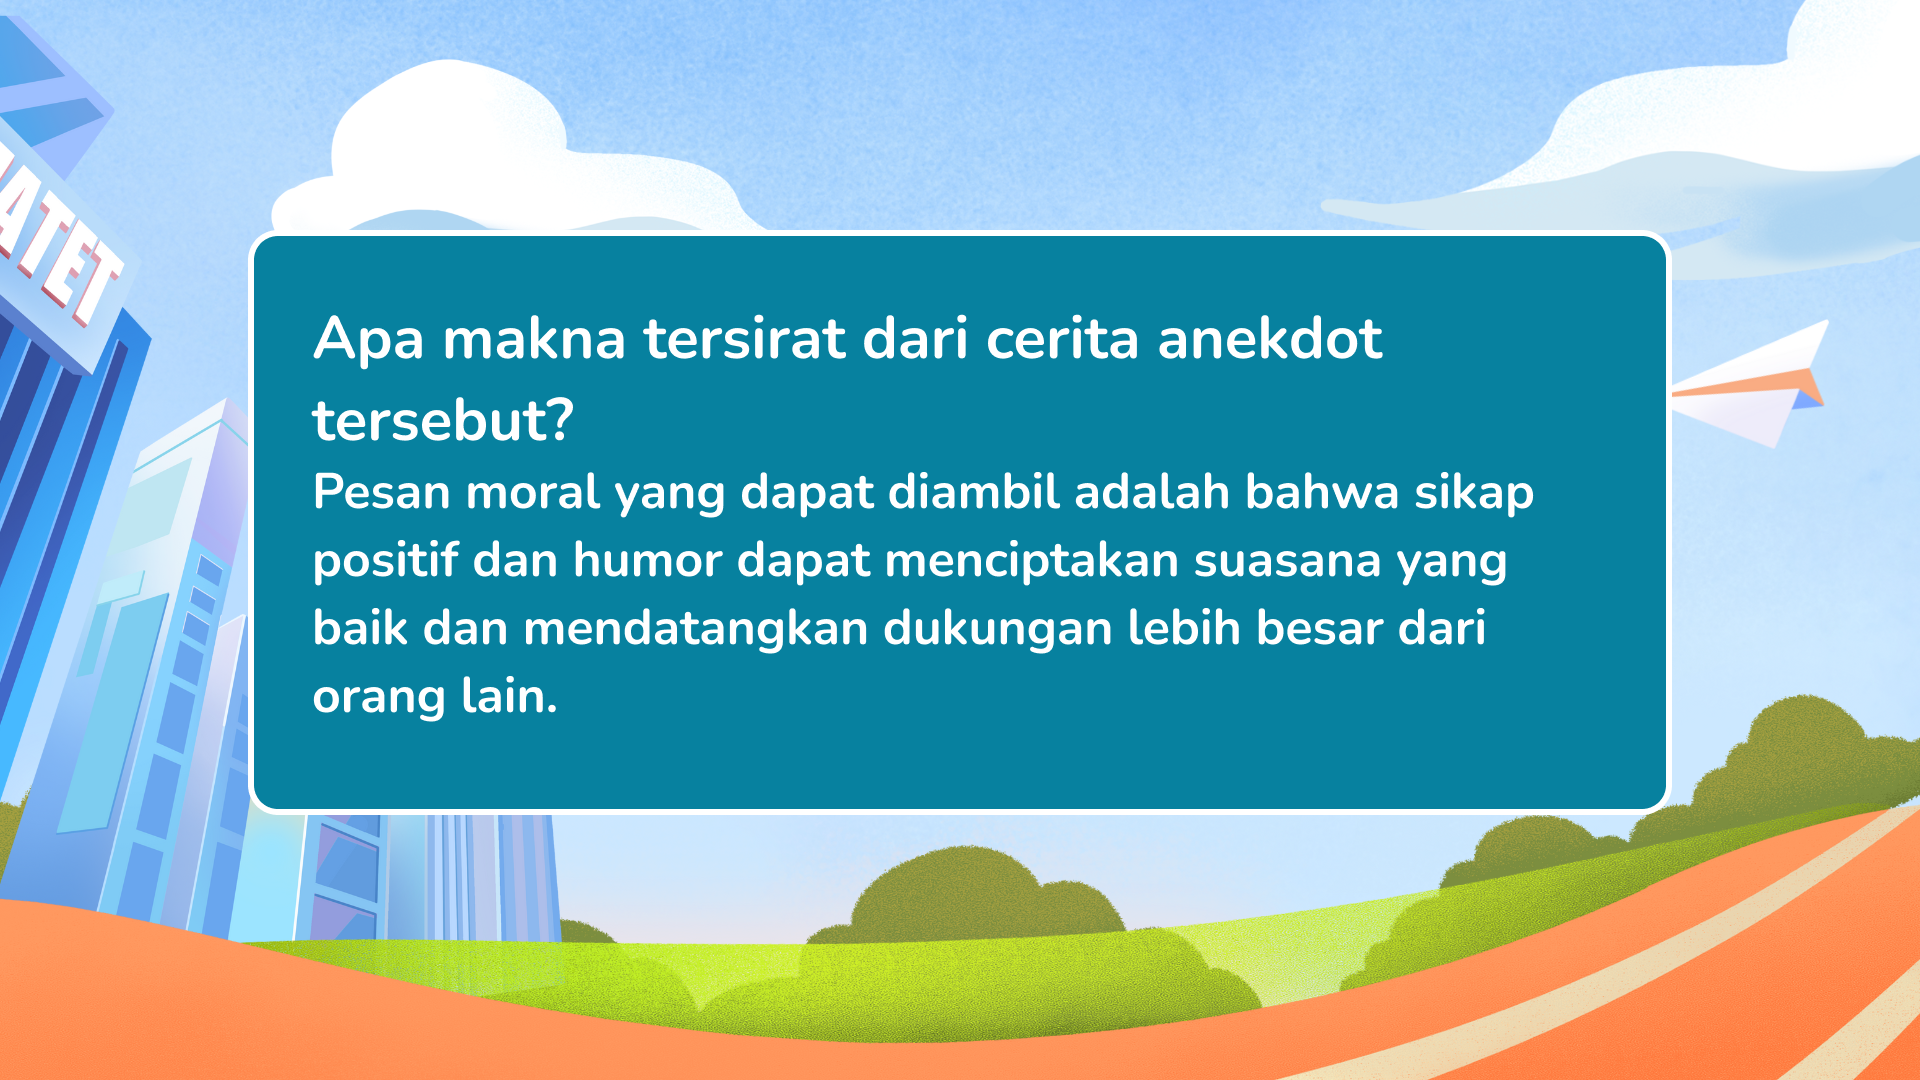 ATET
Apa makna tersirat dari cerita anekdot
tersebut?
Pesan moral yang dapat diambil adalah bahwa sikap
positif dan humor dapat menciptakan suasana yang
baik dan mendatangkan dukungan lebih besar dari
orang lain.